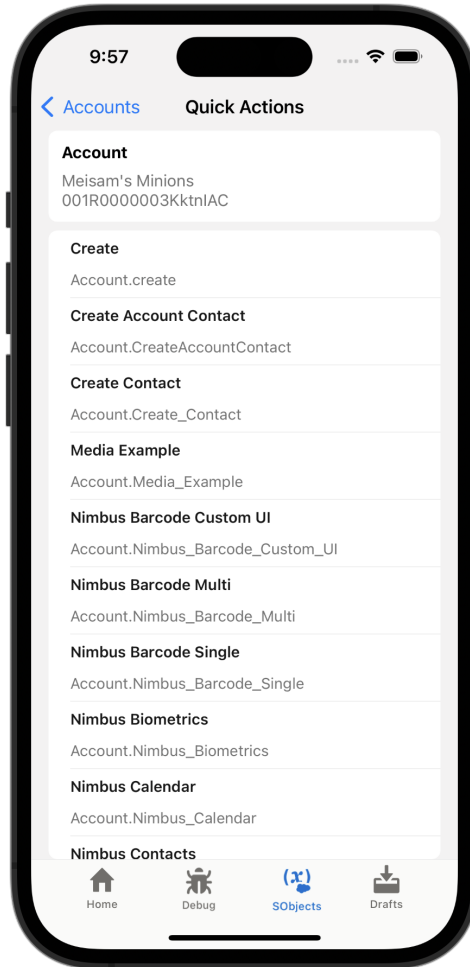 9:57
Accounts
Quick Actions
Account
Meisam's Minions
001R0000003KktnIAC
Create
Account.create
Create Account Contact
Account.CreateAccountContact
Create Contact
Account.Create_Contact
Media Example
Account.Media_Example
Nimbus Barcode Custom UI
Account.Nimbus_Barcode_Custom_UI
Nimbus Barcode Multi
Account.Nimbus_Barcode_Multi
Nimbus Barcode Single
Account.Nimbus_Barcode_Single
Nimbus Biometrics
Account.Nimbus_Biometrics
Nimbus Calendar
Account.Nimbus_Calendar
Nimbus Contacts
(x)
Home Debug SObjects Drafts